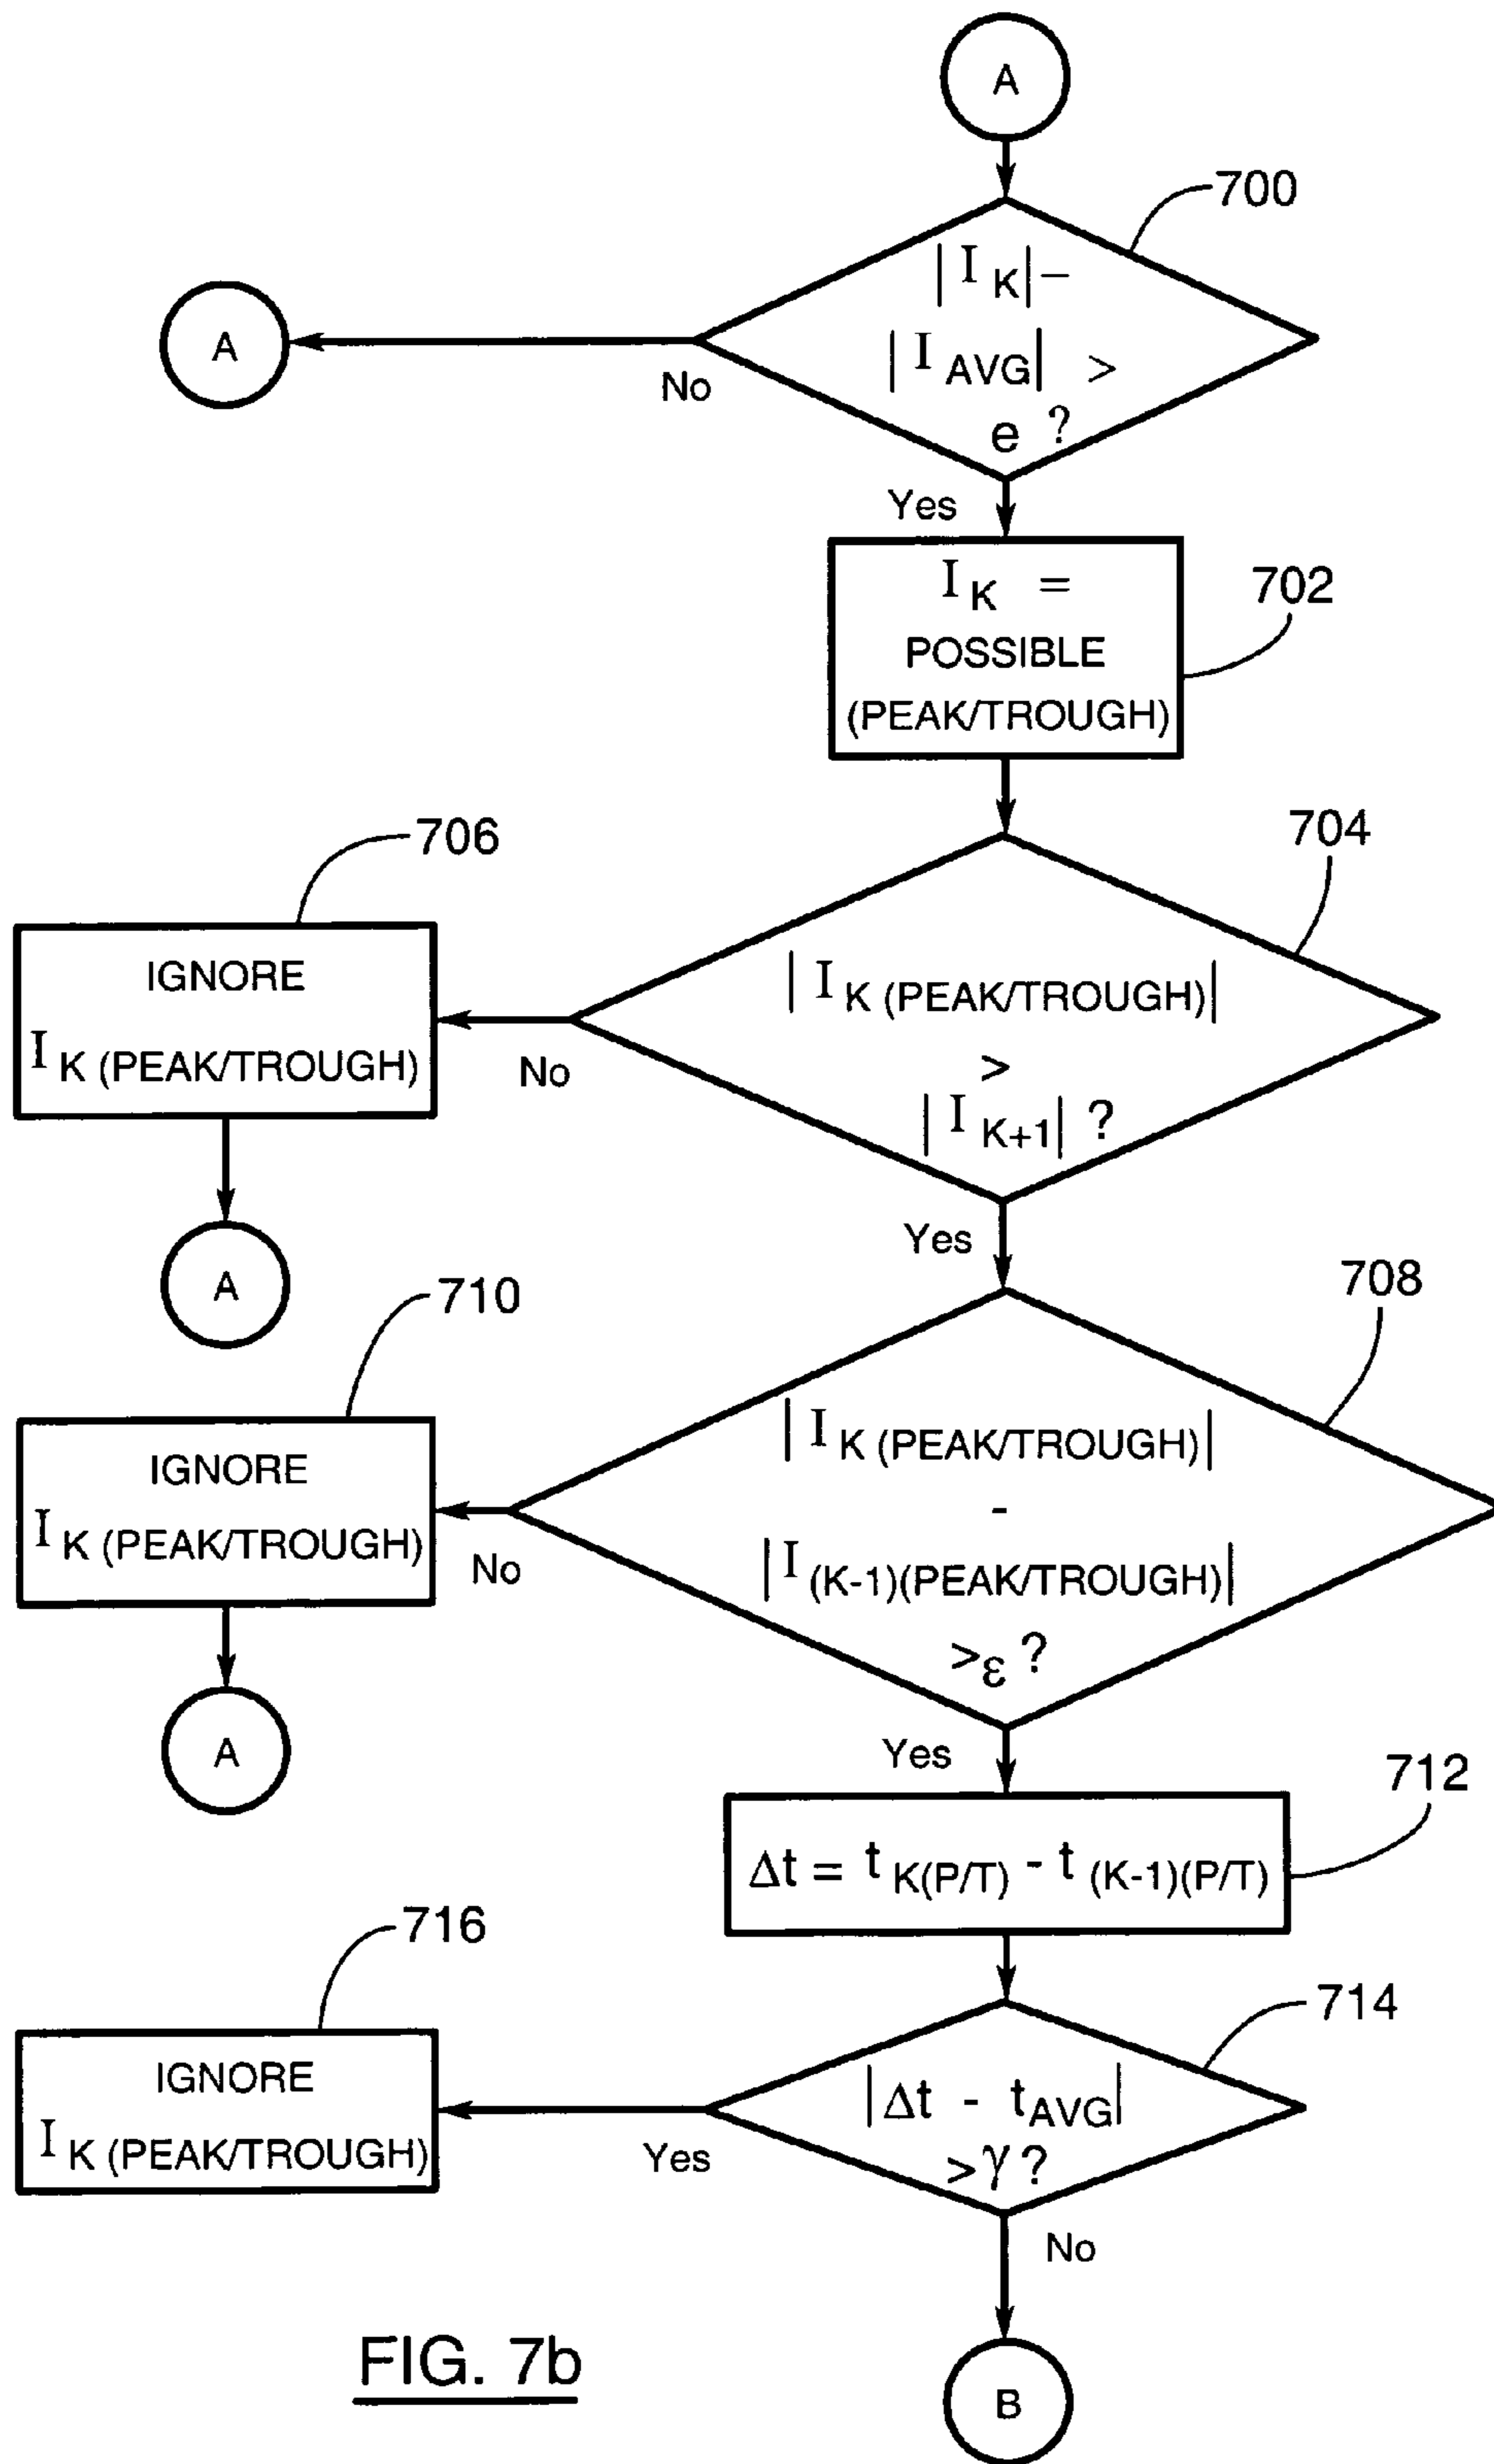 A
700
| I K | –
| I AVG | >
e ?
A
No
Yes
I K =
POSSIBLE
(PEAK/TROUGH)
702
704
| I K (PEAK/TROUGH) |
>
| I K+1 | ?
706
IGNORE
I K (PEAK/TROUGH)
No
A
Yes
708
| I K (PEAK/TROUGH) |
-
| I (K-1)(PEAK/TROUGH) |
>ε ?
710
IGNORE
I K (PEAK/TROUGH)
No
A
Yes
712
Δt = t K(P/T) - t (K-1)(P/T)
714
| Δt - tAVG |
>γ ?
716
IGNORE
I K (PEAK/TROUGH)
Yes
No
B
FIG. 7b